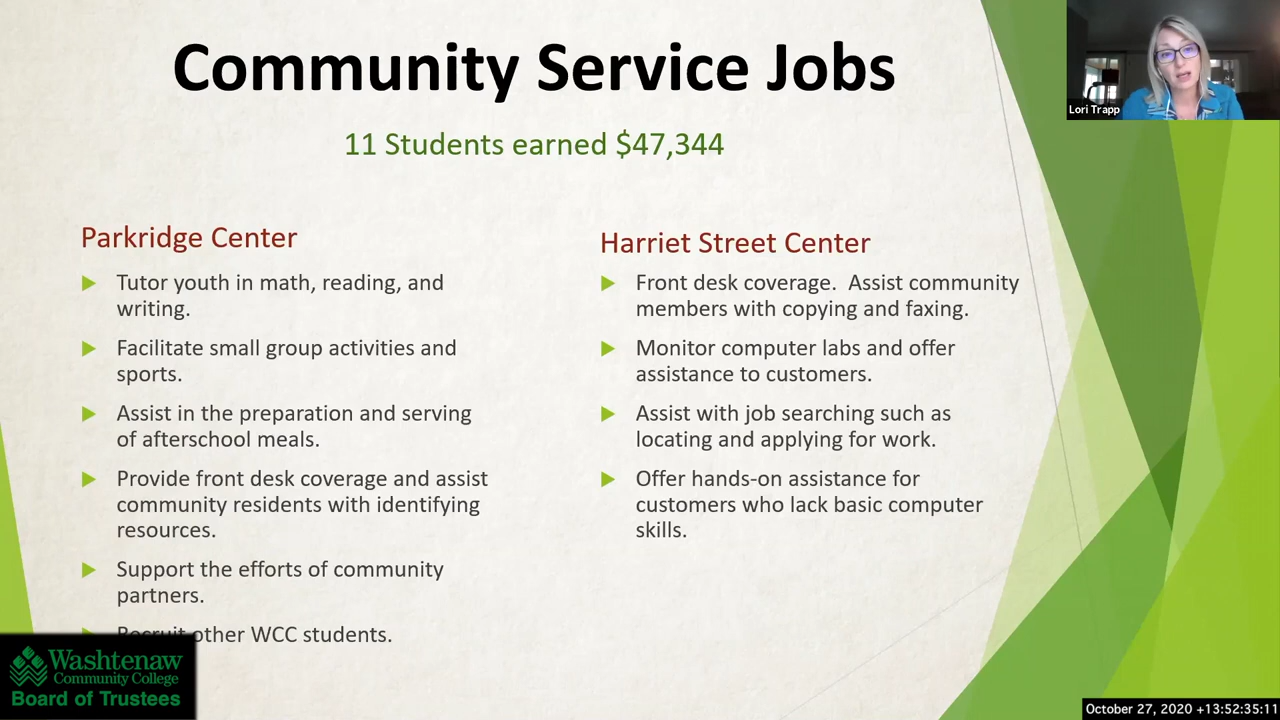 Community Service Jobs
11 Students earned $47,344
Lori Trapp
Parkridge Center
Tutor youth in math, reading, and
writing.
Facilitate small group activities and
sports.
Assist in the preparation and serving
of afterschool meals.
Provide front desk coverage and assist
community residents with identifying
resources.
Support the efforts of community
partners.
Recruit other WCC students.
Harriet Street Center
Front desk coverage.  Assist community
members with copying and faxing.
Monitor computer labs and offer
assistance to customers.
Assist with job searching such as
locating and applying for work.
Offer hands-on assistance for
customers who lack basic computer
skills.
Washtenaw
Community College
Board of Trustees
October 27, 2020 +13:52:35:11